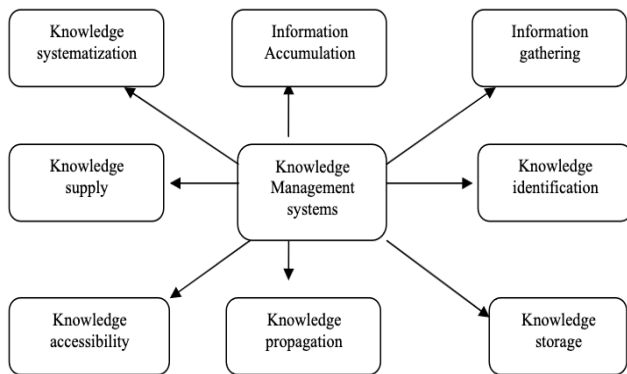 Knowledge
systematization
Information
Accumulation
Information
gathering
Knowledge
supply
Knowledge
Management
systems
Knowledge
identification
Knowledge
accessibility
Knowledge
propagation
Knowledge
storage